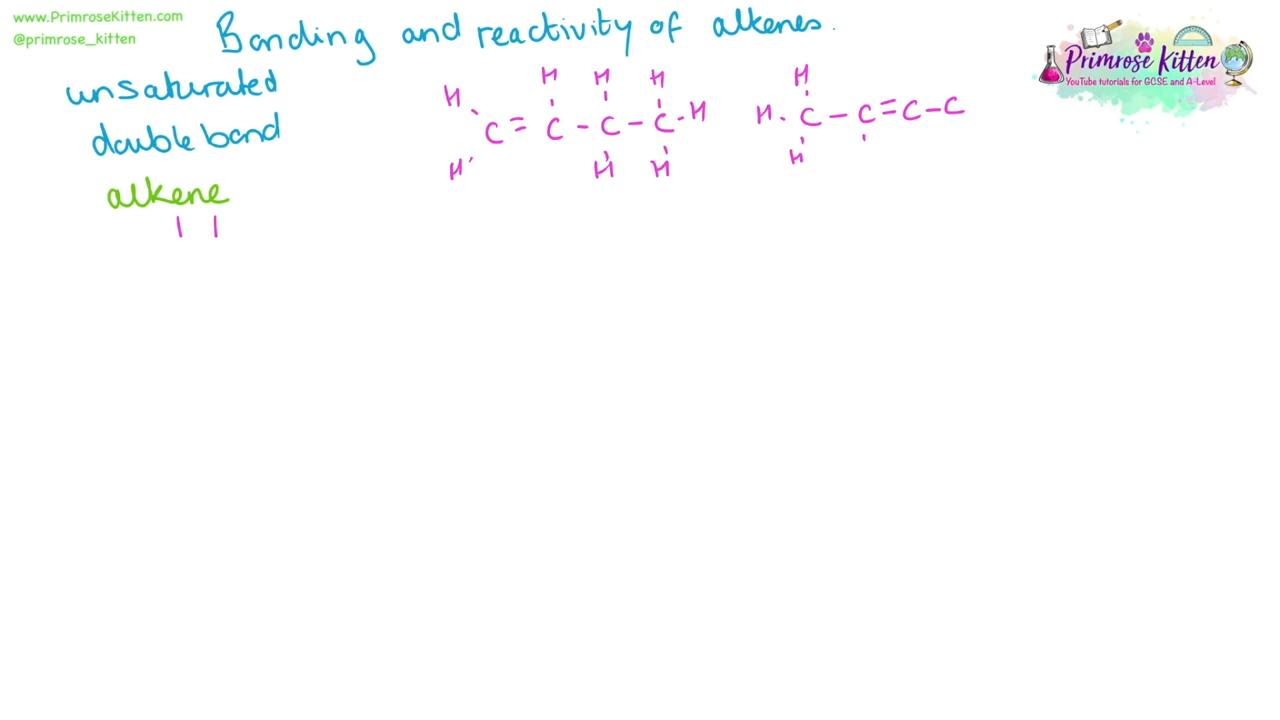 www.PrimroseKitten.com
@primrose_kitten
Bonding and reactivity of alkenes.
Primrose Kitten
YouTube tutorials for GCSE and A-Level
unsaturated
double bond
alkene
H H H H
H C = C - C - C - H H - C - C = C - C
H H H H